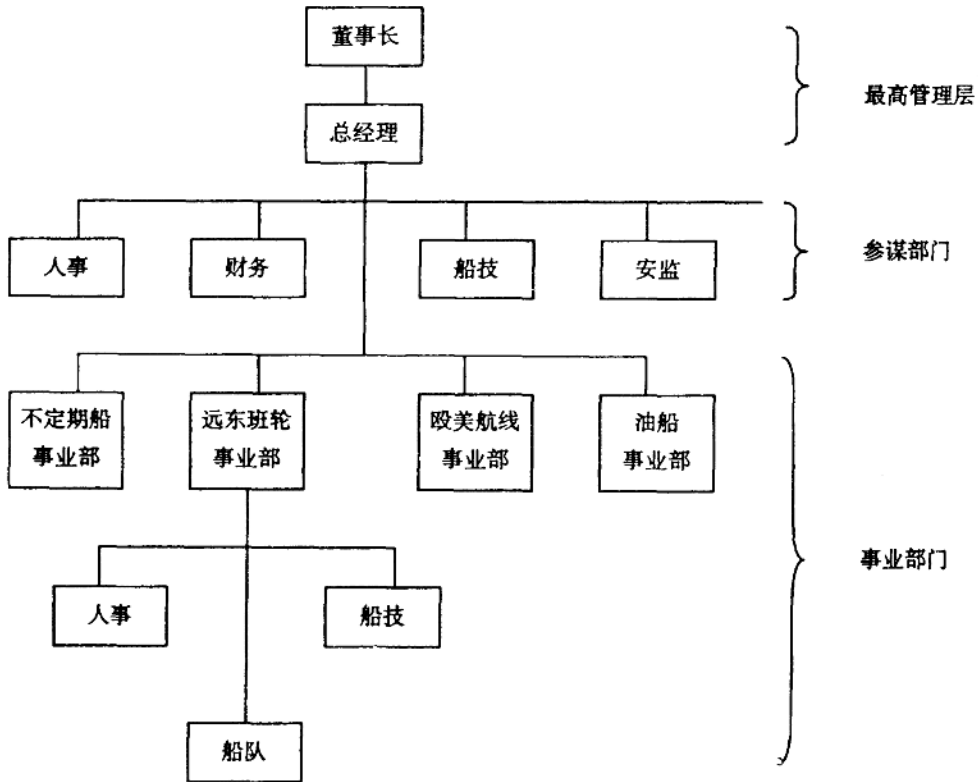 董事长
最高管理层
总经理
人事
财务
船技
安监
参谋部门
不定期船
事业部
远东班轮
事业部
殴美航线
事业部
油船
事业部
事业部门
人事
船技
船队